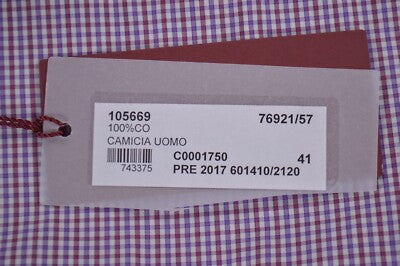 105669 76921/57
100%CO
CAMICIA UOMO
C0001750 41
743375 PRE 2017 601410/2120